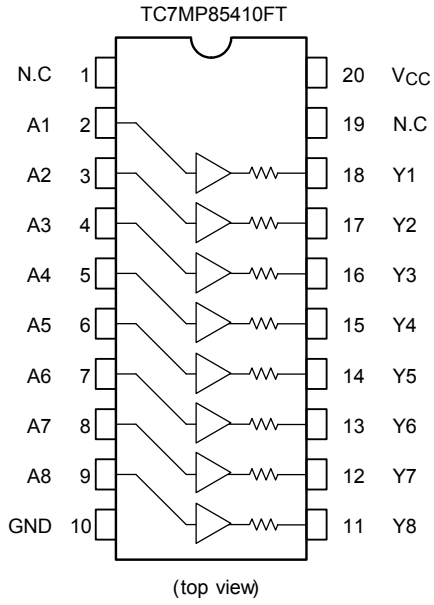 TC7MP85410FT
N.C 1 20 VCC
A1 2 19 N.C
A2 3 18 Y1
A3 4 17 Y2
A4 5 16 Y3
A5 6 15 Y4
A6 7 14 Y5
A7 8 13 Y6
A8 9 12 Y7
GND 10 11 Y8
(top view)